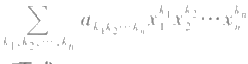 ∑_{k_1,k_2,⋯,k_n} a_{k_1k_2⋯k_n} x_1^{k_1} x_2^{k_2} ⋯ x_n^{k_n}